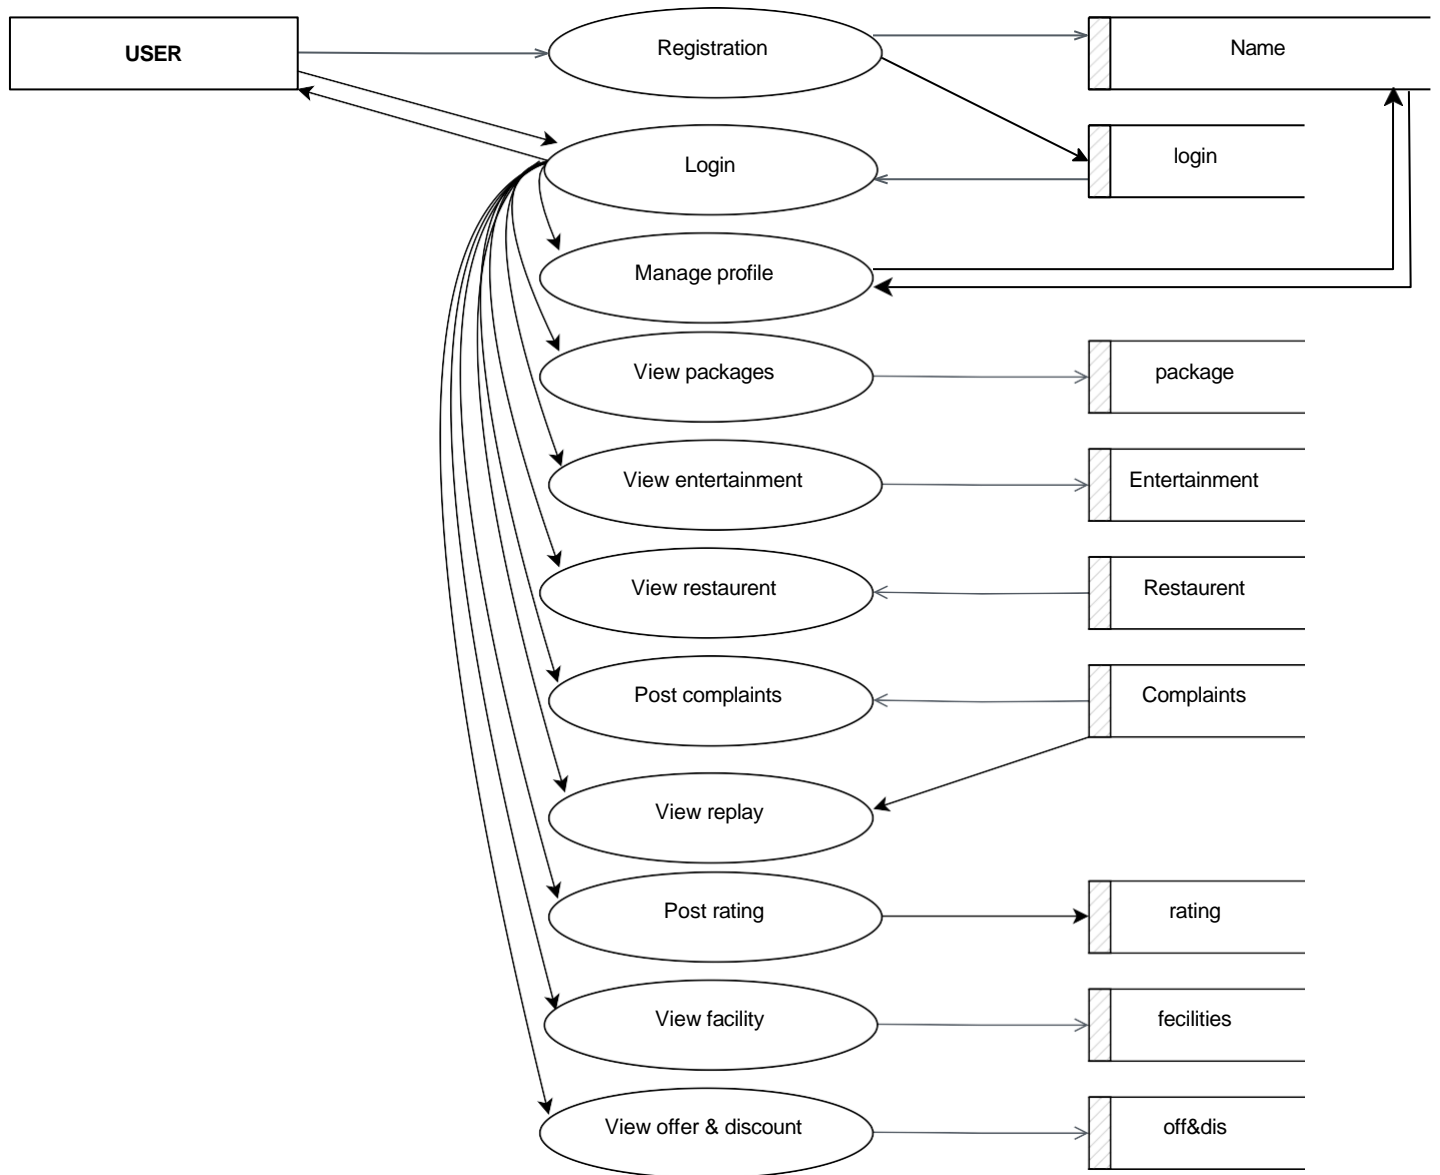 USER
Registration
Name
Login
login
Manage profile
View packages
package
View entertainment
Entertainment
View restaurent
Restaurent
Post complaints
Complaints
View replay
Post rating
rating
View facility
fecilities
View offer & discount
off&dis